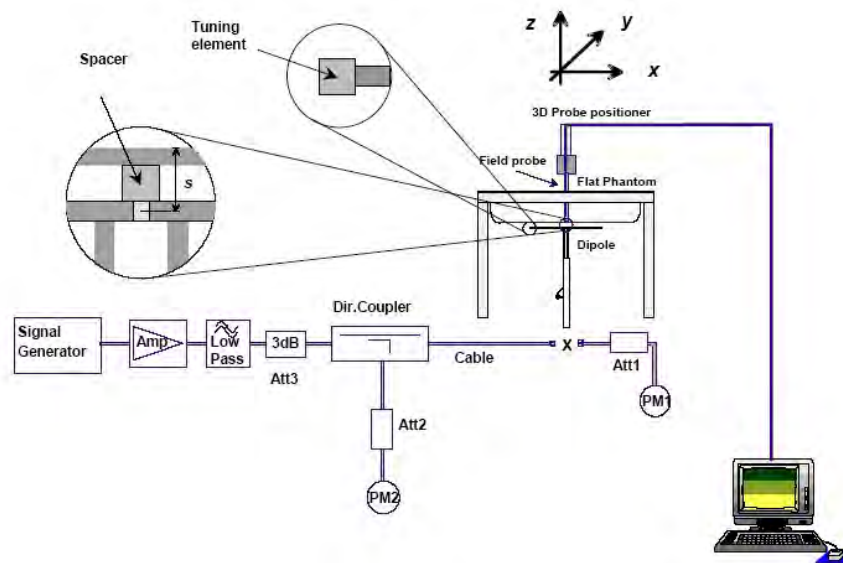 Tuning
element
Spacer
z
y
x
3D Probe positioner
Field probe
Flat Phantom
s
Dipole
Dir.Coupler
Signal
Generator
Amp
Low
Pass
3dB
Cable
x
Att3
Att1
PM1
Att2
PM2